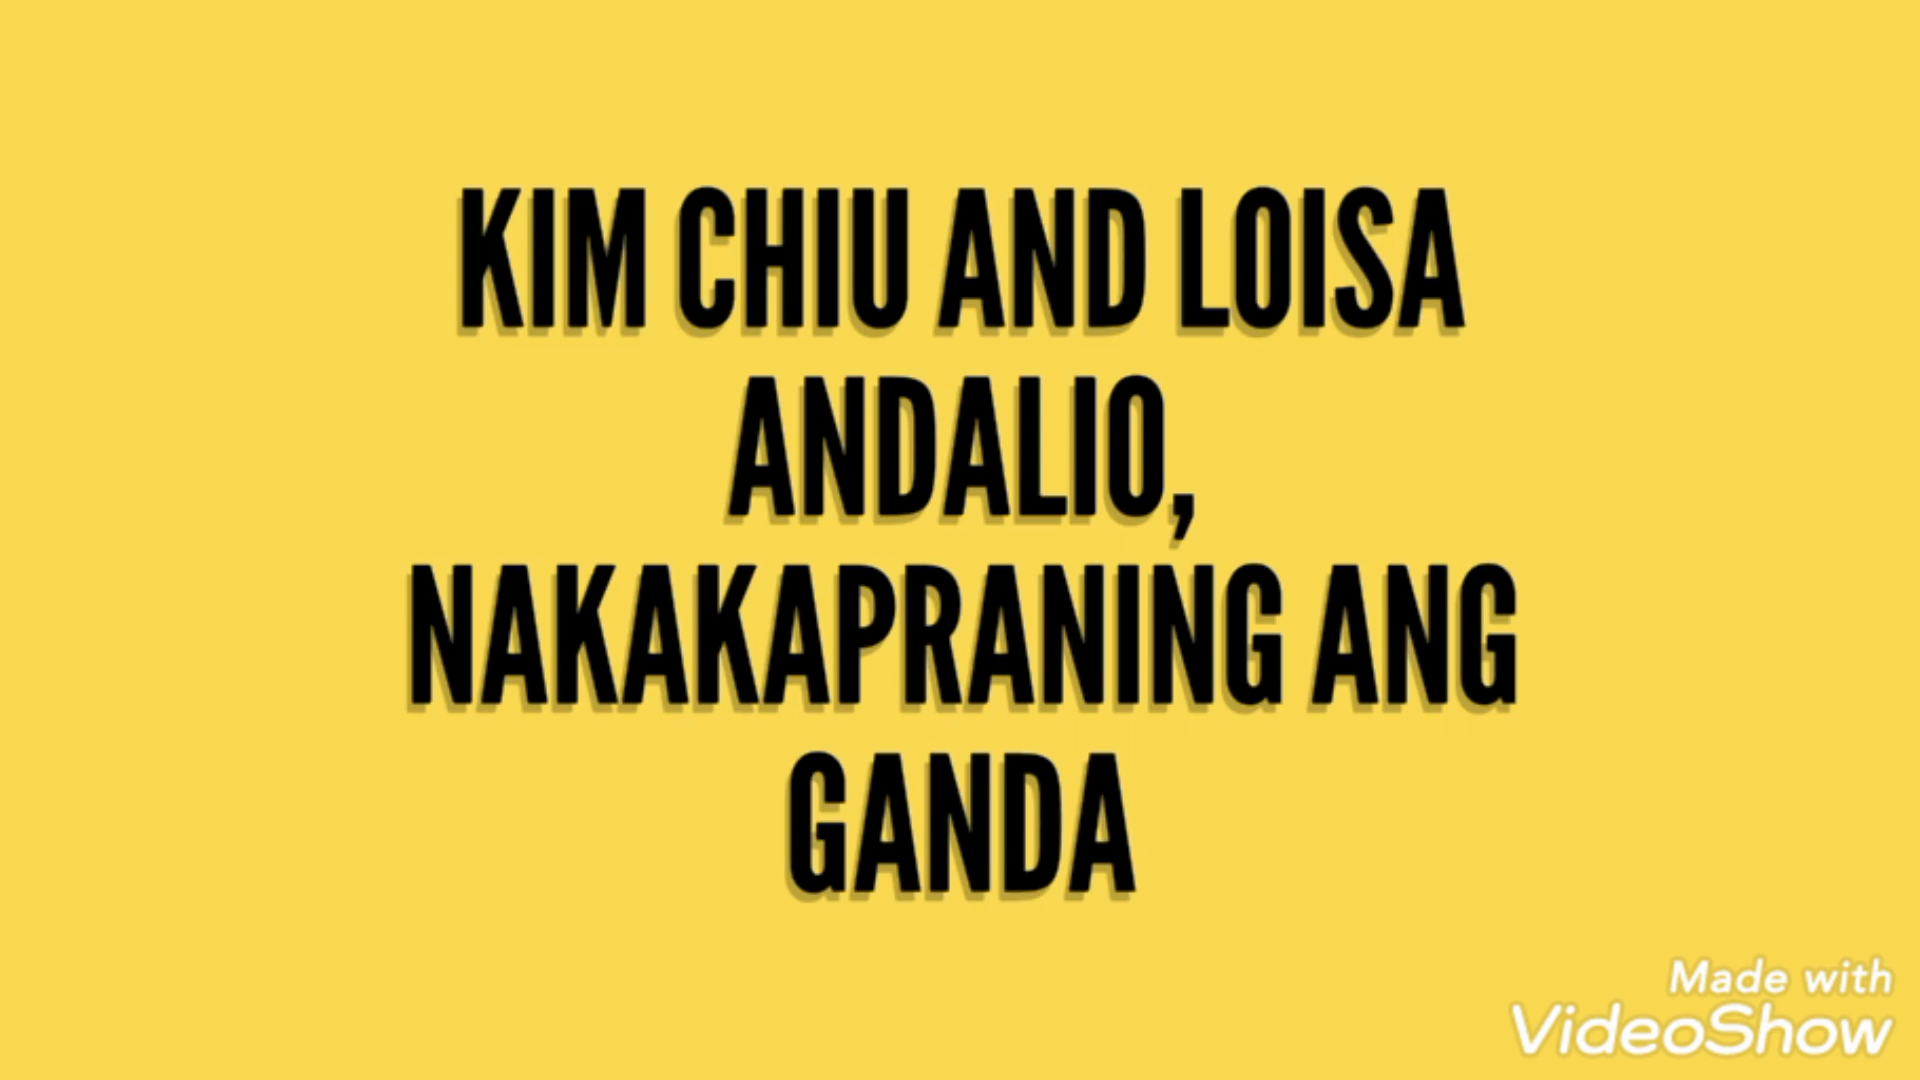 KIM CHIU AND LOISA
ANDALIO,
NAKAKAPRANING ANG
GANDA
Made with
VideoShow